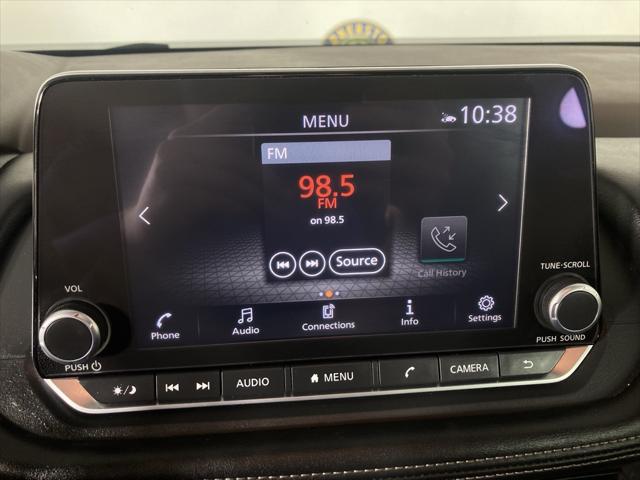 MENU
10:38
FM
98.5
FM
on 98.5
Source
Call History
Phone
Audio
Connections
Info
Settings
VOL
PUSH
TUNE·SCROLL
PUSH SOUND
AUDIO
MENU
CAMERA